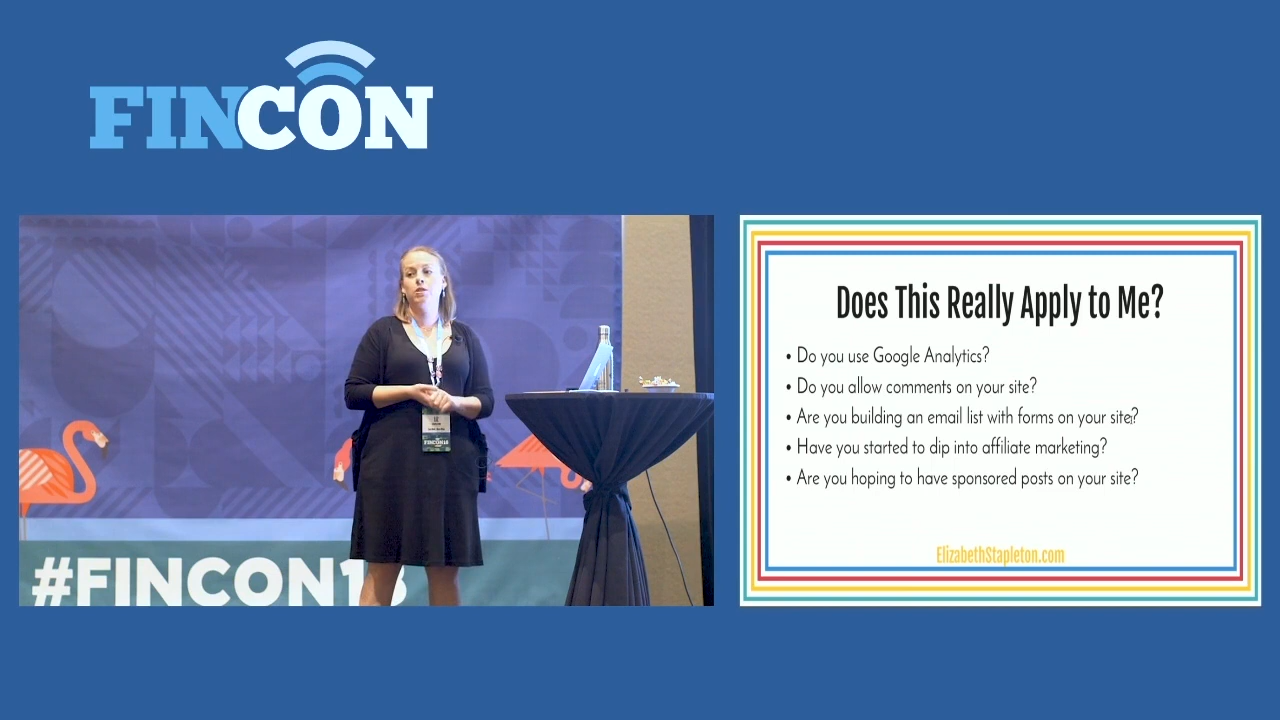 FINCON
#FINCON18
FINCON18
Does This Really Apply to Me?
• Do you use Google Analytics?
• Do you allow comments on your site?
• Are you building an email list with forms on your site?
• Have you started to dip into affiliate marketing?
• Are you hoping to have sponsored posts on your site?
ElizabethStapleton.com